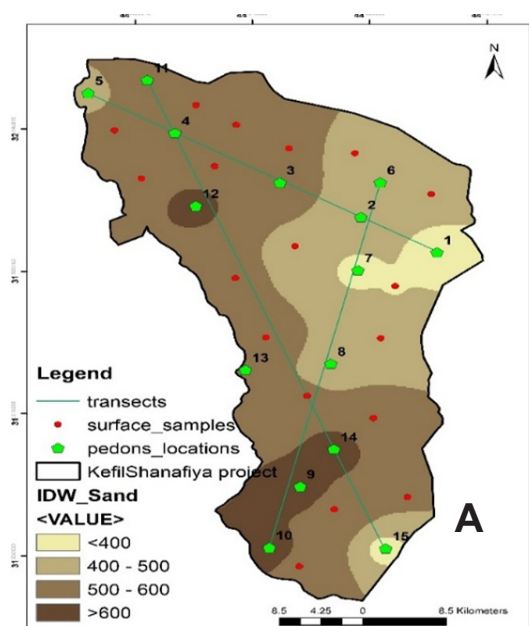 N
11
5
4
3
6
12
2
1
7
8
13
14
9
10
15
A
Legend
transects
surface_samples
pedons_locations
KefilShanafiya project
IDW_Sand
<VALUE>
<400
400 - 500
500 - 600
>600
8.5 4.25 0 8.5 Kilometers